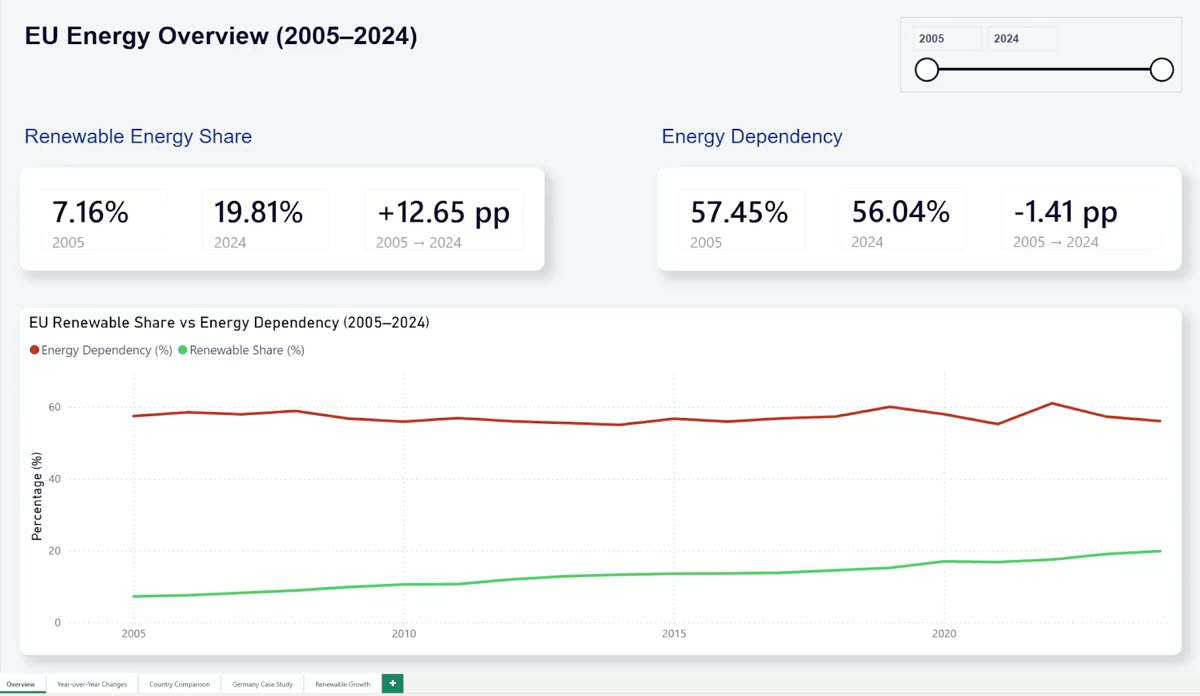 EU Energy Overview (2005–2024)
2005 2024
Renewable Energy Share
Energy Dependency
7.16% 19.81% +12.65 pp
2005 2024 2005 → 2024
57.45% 56.04% -1.41 pp
2005 2024 2005 → 2024
EU Renewable Share vs Energy Dependency (2005–2024)
Energy Dependency (%) Renewable Share (%)
Percentage (%)
60
40
20
0
2005 2010 2015 2020
Overview Year-over-Year Changes Country Comparison Germany Case Study Renewable Growth +